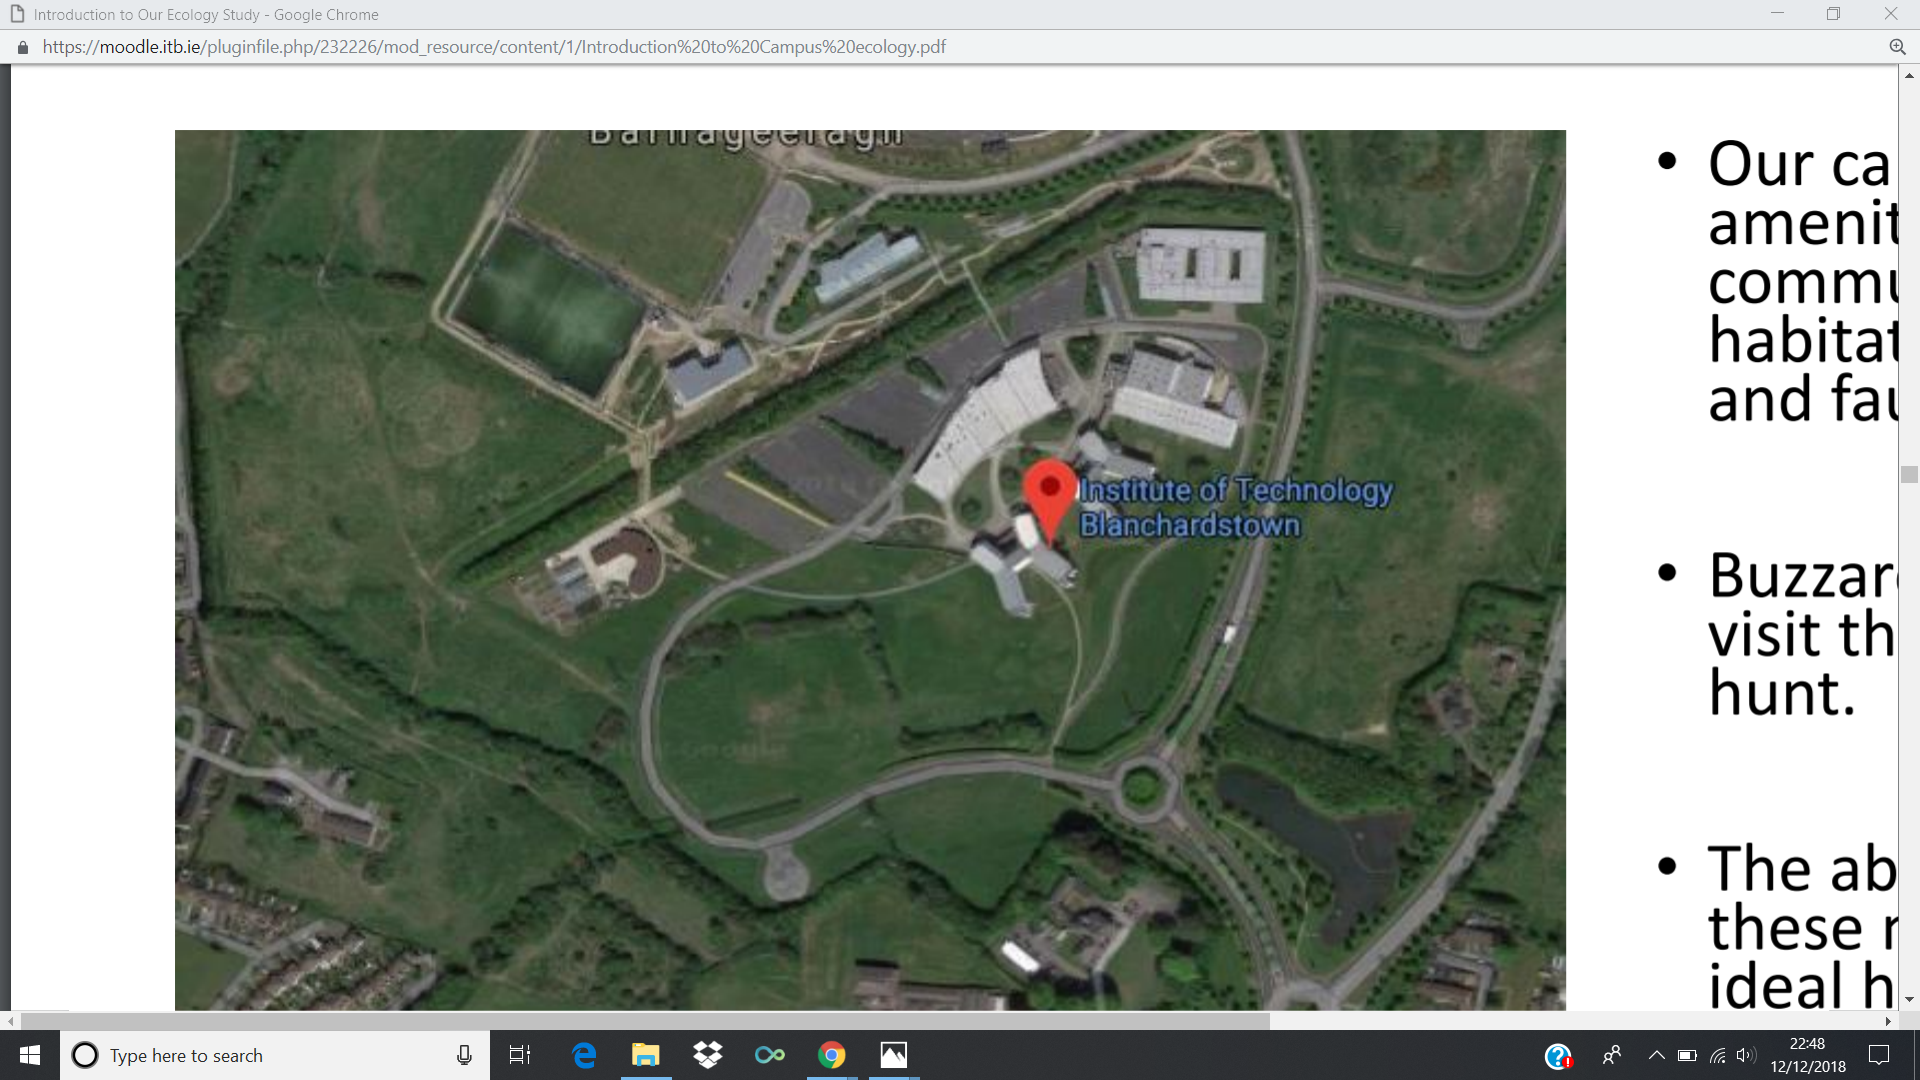 Introduction to Our Ecology Study - Google Chrome
https://moodle.itb.ie/pluginfile.php/232226/mod_resource/content/1/Introduction%20to%20Campus%20ecology.pdf
Barnageeragh
Institute of Technology
Blanchardstown
• Our ca
amenit
commu
habitat
and fau
• Buzzar
visit th
hunt.
• The ab
these r
ideal h
Type here to search
22:48
12/12/2018